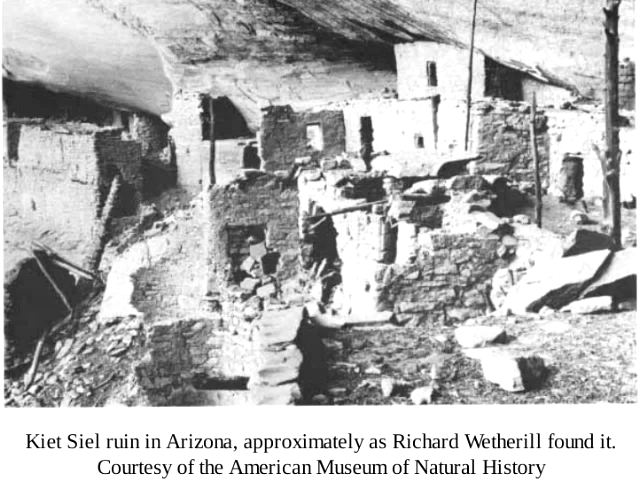 Kiet Siel ruin in Arizona, approximately as Richard Wetherill found it.
Courtesy of the American Museum of Natural History